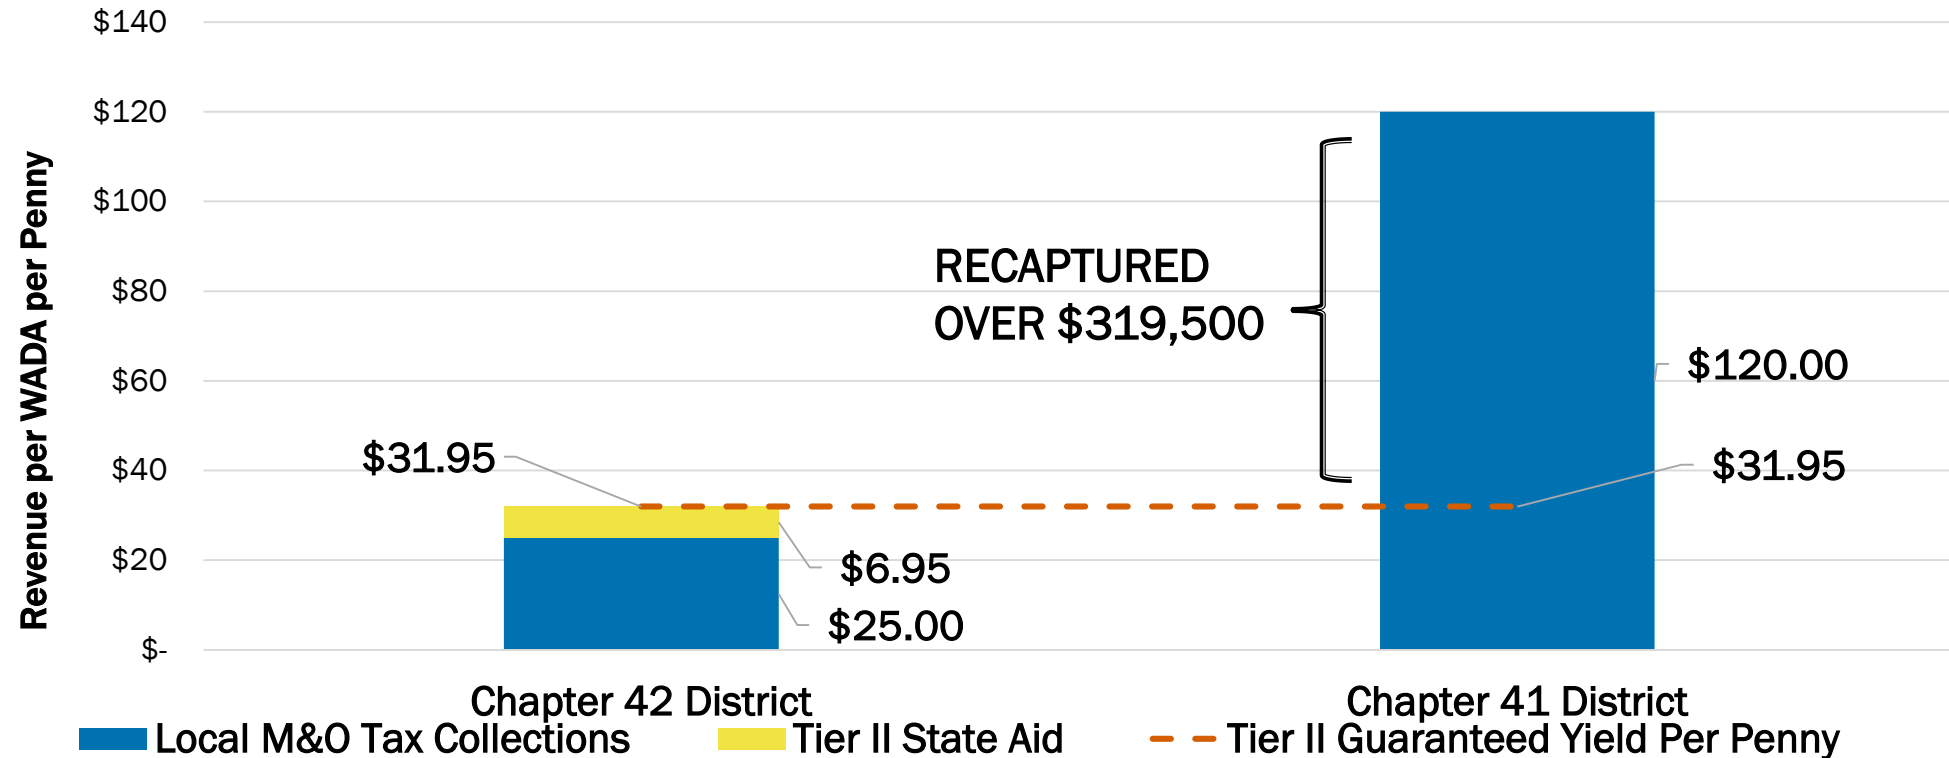 $140
$120
$100
$80
$60
$40
$20
$-
Revenue per WADA per Penny
RECAPTURED
OVER $319,500
$120.00
$31.95
$31.95
$6.95
$25.00
Chapter 42 District
Chapter 41 District
Local M&O Tax Collections
Tier II State Aid
Tier II Guaranteed Yield Per Penny